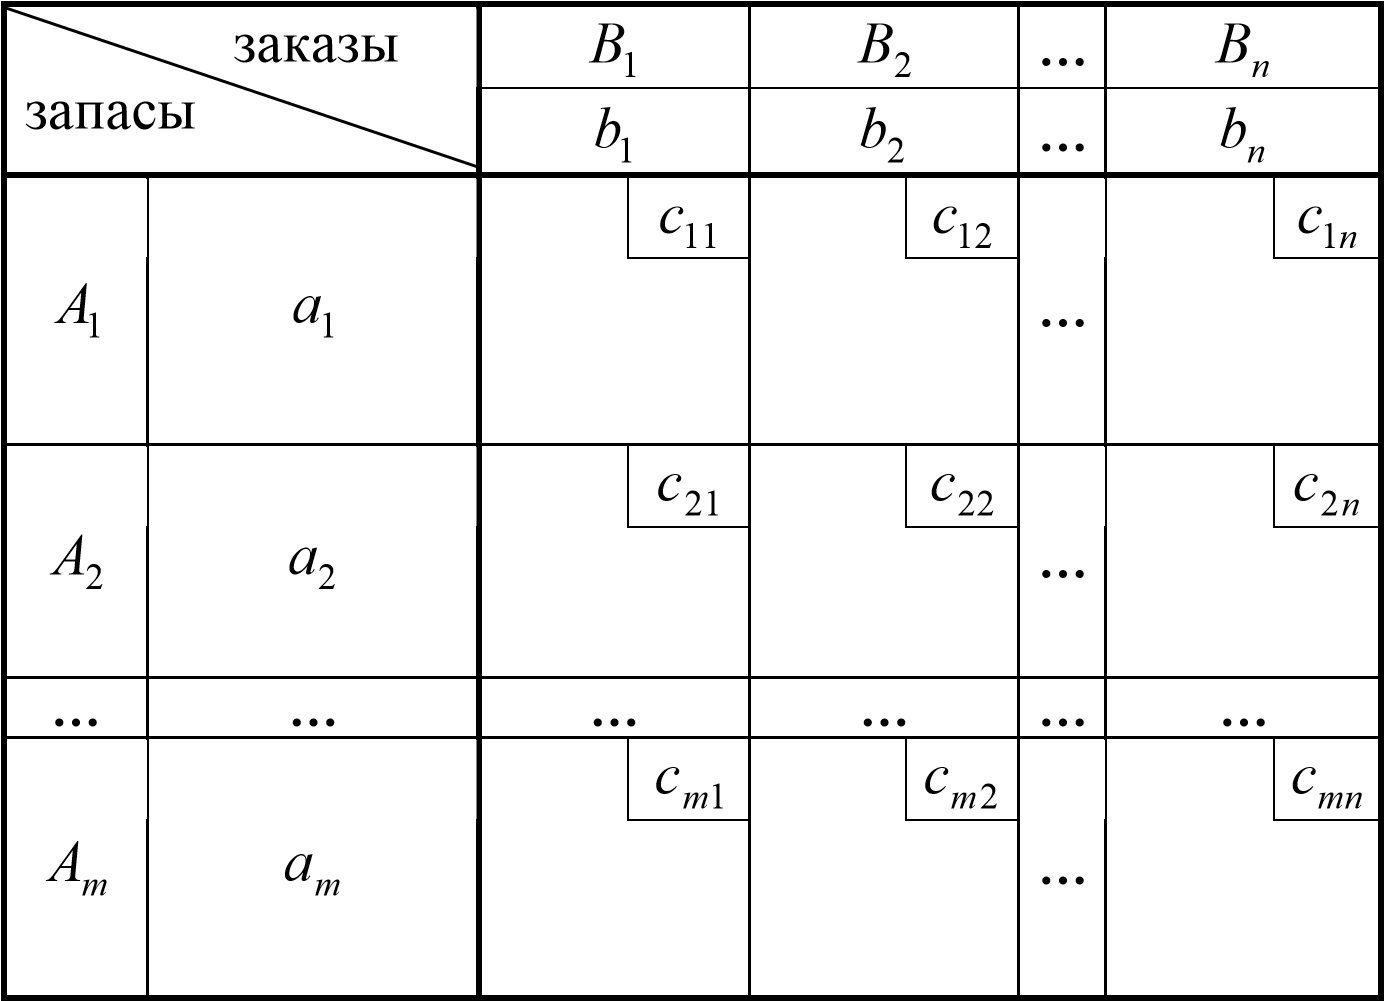 заказы B₁ B₂ ... Bₙ
запасы b₁ b₂ ... bₙ
c₁₁ c₁₂ c₁ₙ
A₁ a₁ ...
c₂₁ c₂₂ c₂ₙ
A₂ a₂ ...
... ... ... ... ... ...
cₘ₁ cₘ₂ cₘₙ
Aₘ aₘ ...